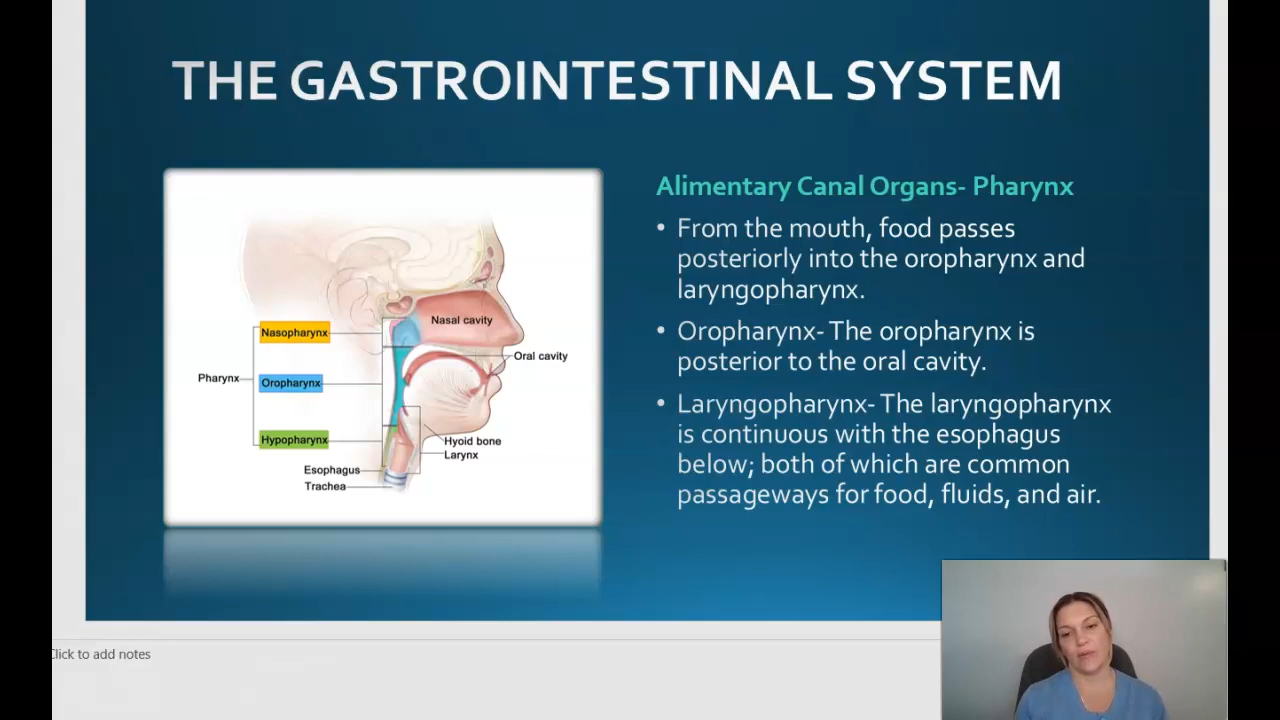 THE GASTROINTESTINAL SYSTEM
Nasopharynx
Nasal cavity
Oral cavity
Pharynx
Oropharynx
Hypopharynx
Hyoid bone
Larynx
Esophagus
Trachea
Alimentary Canal Organs- Pharynx
• From the mouth, food passes
posteriorly into the oropharynx and
laryngopharynx.
• Oropharynx- The oropharynx is
posterior to the oral cavity.
• Laryngopharynx- The laryngopharynx
is continuous with the esophagus
below; both of which are common
passageways for food, fluids, and air.
Click to add notes